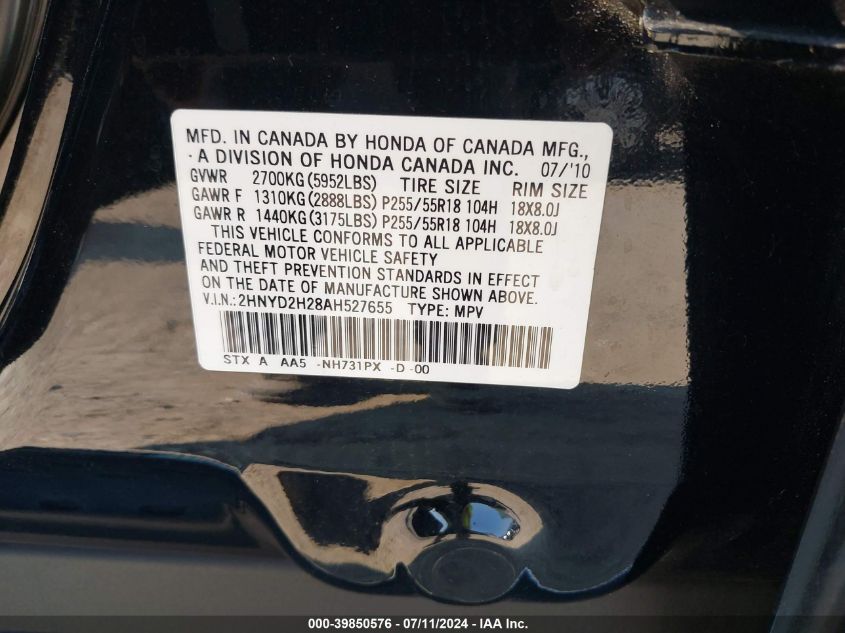 MFD. IN CANADA BY HONDA OF CANADA MFG.,
·A DIVISION OF HONDA CANADA INC. 07/'10
GVWR 2700KG(5952LBS) TIRE SIZE RIM SIZE
GAWR F 1310KG(2888LBS) P255/55R18 104H 18X8.0J
GAWR R 1440KG(3175LBS) P255/55R18 104H 18X8.0J
THIS VEHICLE CONFORMS TO ALL APPLICABLE
FEDERAL MOTOR VEHICLE SAFETY
AND THEFT PREVENTION STANDARDS IN EFFECT
ON THE DATE OF MANUFACTURE SHOWN ABOVE.
V.I.N.:2HNYD2H28AH527655 TYPE: MPV
STX A AA5 -NH731PX -D -00
000-39850576 - 07/11/2024 - IAA Inc.